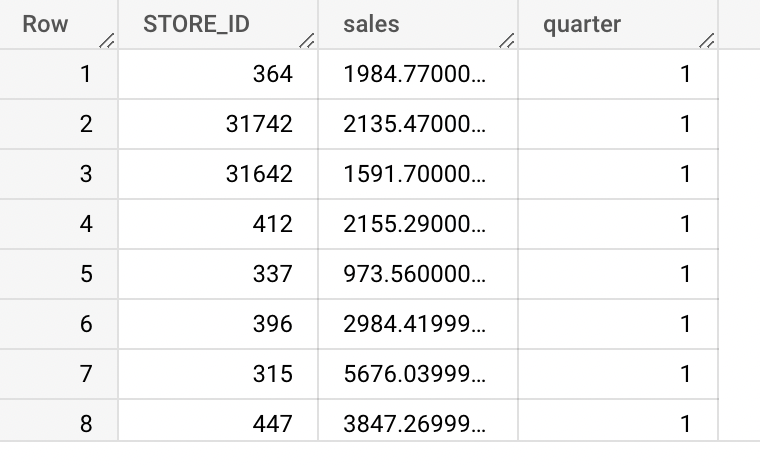 Row STORE_ID sales quarter
1 364 1984.77000... 1
2 31742 2135.47000... 1
3 31642 1591.70000... 1
4 412 2155.29000... 1
5 337 973.560000... 1
6 396 2984.41999... 1
7 315 5676.03999... 1
8 447 3847.26999... 1